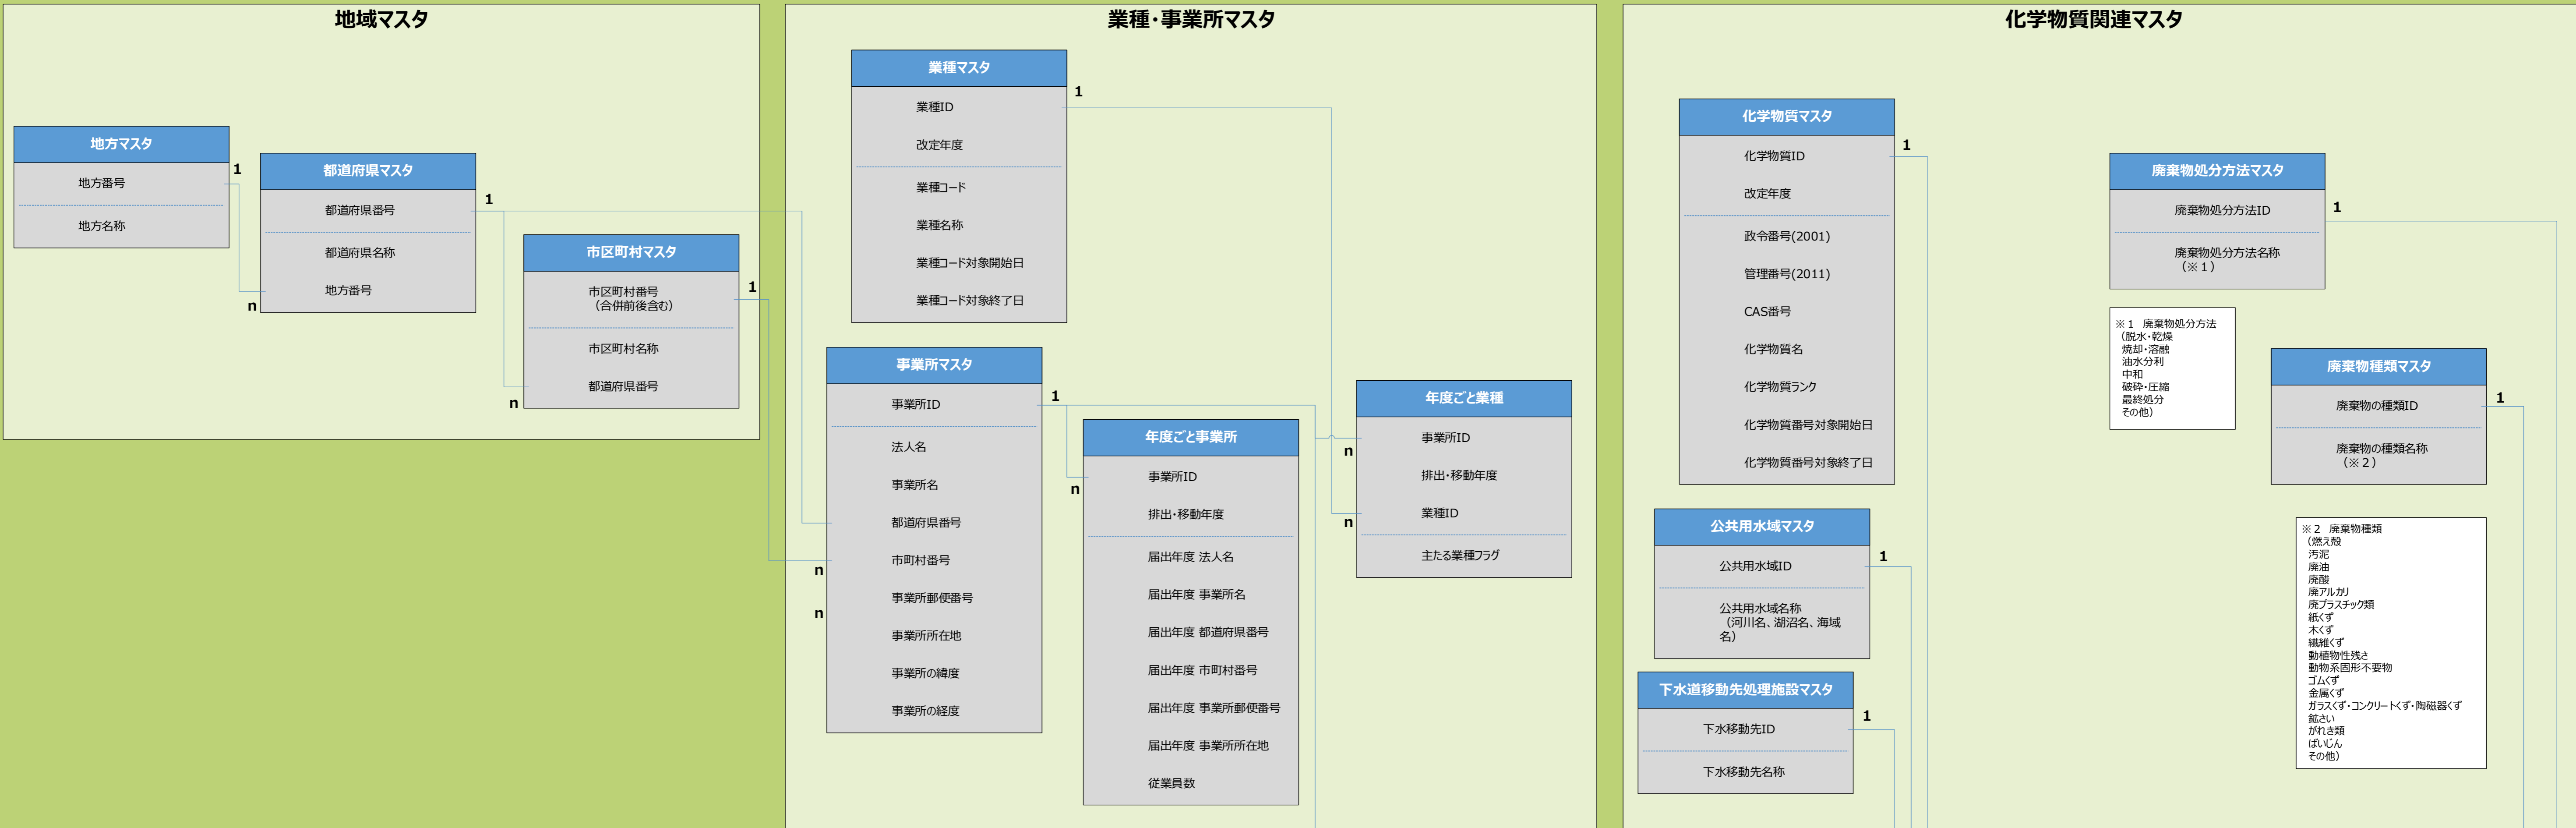 地域マスタ
地方マスタ
地方番号
地方名称
1
n
都道府県マスタ
都道府県番号
都道府県名称
地方番号
1
n
市区町村マスタ
市区町村番号
（合併前後含む）
市区町村名称
都道府県番号
1
業種・事業所マスタ
業種マスタ
業種ID
改定年度
業種コード
業種名称
業種コード対象開始日
業種コード対象終了日
1
事業所マスタ
事業所ID
法人名
事業所名
都道府県番号
市町村番号
事業所郵便番号
事業所所在地
事業所の緯度
事業所の経度
n
n
1
n
年度ごと事業所
事業所ID
排出・移動年度
届出年度 法人名
届出年度 事業所名
届出年度 都道府県番号
届出年度 市町村番号
届出年度 事業所郵便番号
届出年度 事業所所在地
従業員数
n
n
年度ごと業種
事業所ID
排出・移動年度
業種ID
主たる業種フラグ
化学物質関連マスタ
化学物質マスタ
化学物質ID
改定年度
政令番号(2001)
管理番号(2011)
CAS番号
化学物質名
化学物質ランク
化学物質番号対象開始日
化学物質番号対象終了日
1
公共用水域マスタ
公共用水域ID
公共用水域名称
（河川名、湖沼名、海域
名）
1
下水道移動先処理施設マスタ
下水移動先ID
下水移動先名称
1
廃棄物処分方法マスタ
廃棄物処分方法ID
廃棄物処分方法名称
（※１）
1
※１ 廃棄物処分方法
（脱水・乾燥
焼却・溶融
油水分利
中和
破砕・圧縮
最終処分
その他）
廃棄物種類マスタ
廃棄物の種類ID
廃棄物の種類名称
（※２）
1
※２ 廃棄物種類
（燃え殻
汚泥
廃油
廃酸
廃アルカリ
廃プラスチック類
紙くず
木くず
繊維くず
動植物性残さ
動物系固形不要物
ゴムくず
金属くず
ガラスくず・コンクリートくず・陶磁器くず
鉱さい
がれき類
ばいじん
その他）